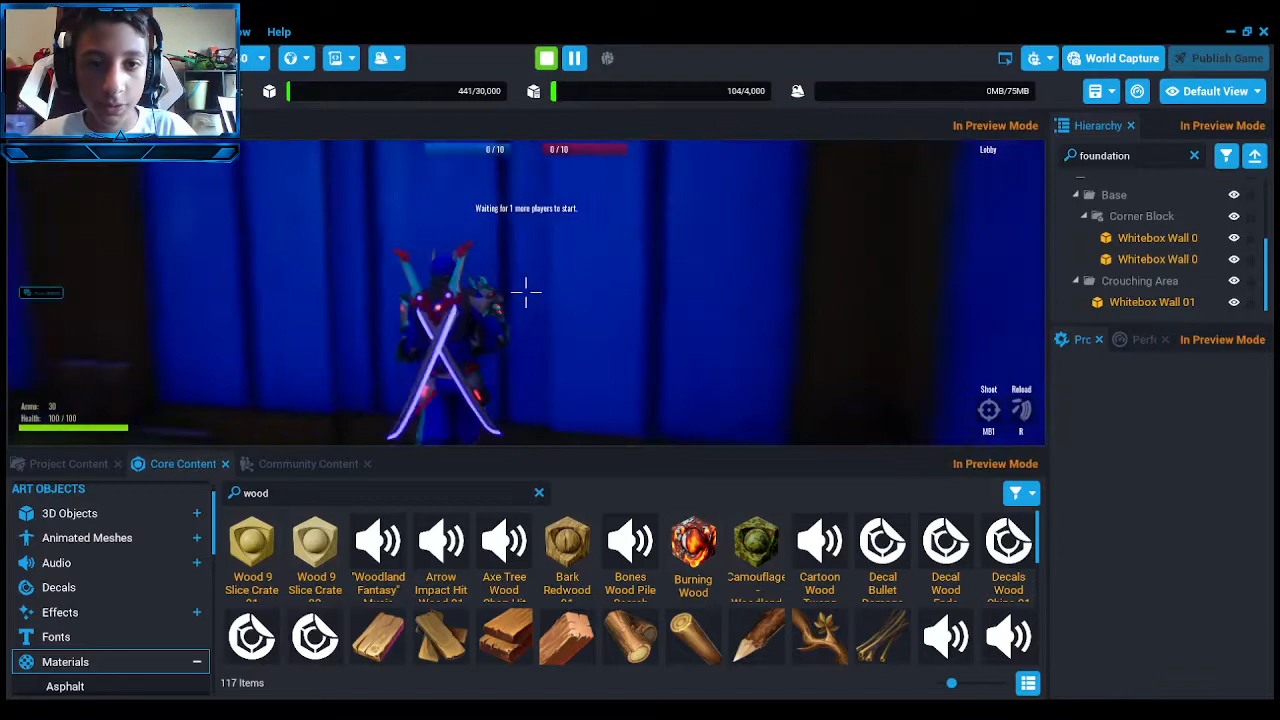 ow Help
0
World Capture
Publish Game
441/30,000
104/4,000
0MB/75MB
Default View
In Preview Mode
Hierarchy
In Preview Mode
0 / 10
0 / 10
Lobby
foundation
Base
Waiting for 1 more players to start.
Corner Block
Whitebox Wall 0
Whitebox Wall 0
Crouching Area
Whitebox Wall 01
Prc
Perf
In Preview Mode
Shoot
Reload
Ammo: 30
Health: 100 / 100
MB1
R
Project Content
Core Content
Community Content
In Preview Mode
ART OBJECTS
wood
3D Objects
Animated Meshes
Audio
Decals
Effects
Fonts
Materials
Asphalt
Wood 9 Slice Crate
Wood 9 Slice Crate
"Woodland Fantasy"
Arrow Impact Hit
Axe Tree Wood
Bark Redwood
Bones Wood Pile
Burning Wood
Camouflage -
Cartoon Wood
Decal Bullet
Decal Wood
Decals Wood
117 Items